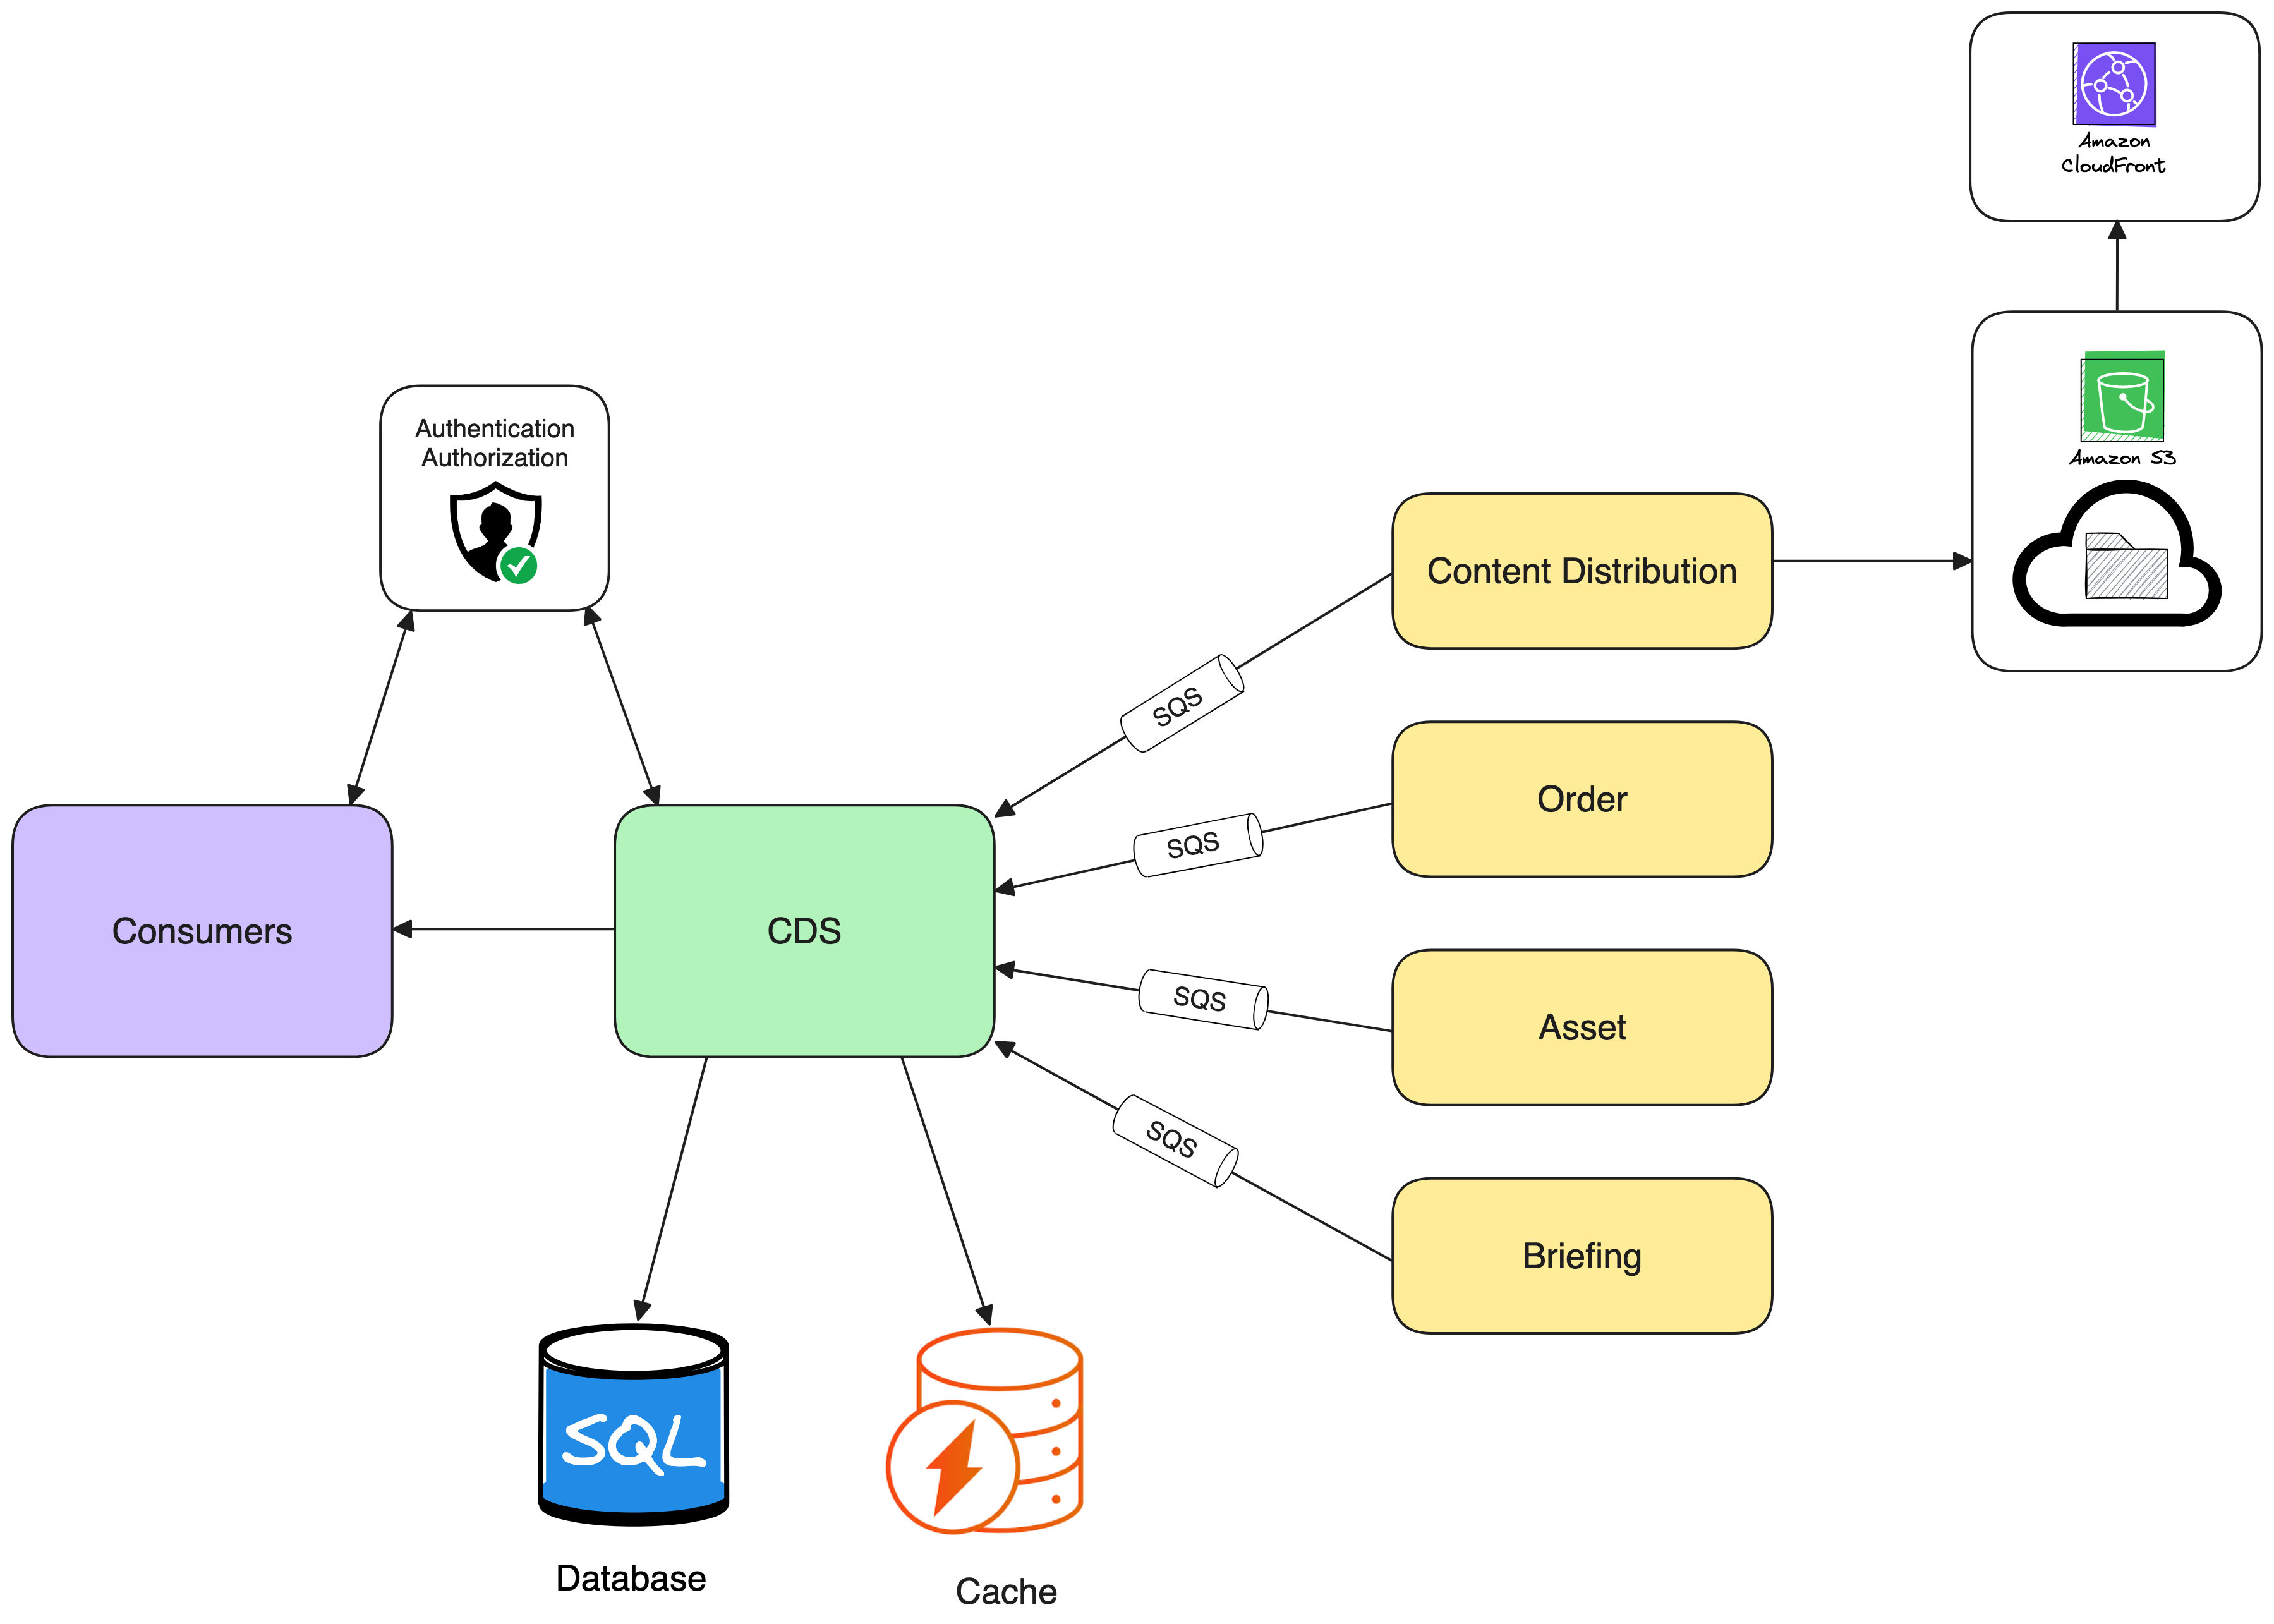 Amazon
CloudFront
Amazon S3
Authentication
Authorization
Content Distribution
SQS
Order
SQS
Consumers
CDS
SQS
Asset
SQS
Briefing
SQL
Database
Cache